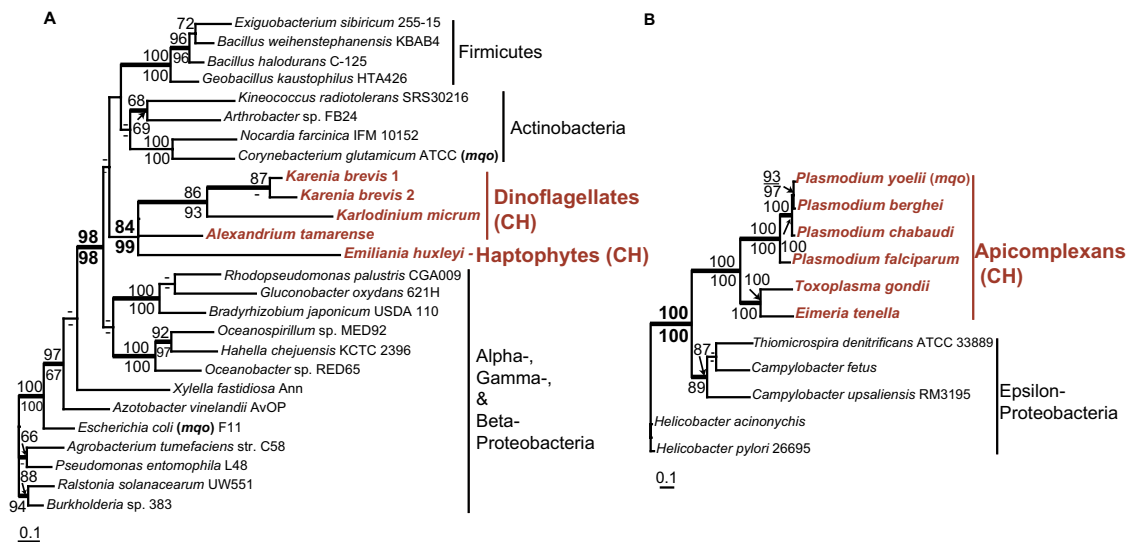 A
72
Exiguobacterium sibiricum 255-15
96
Bacillus weihenstephanensis KBAB4
100
96
Bacillus halodurans C-125
100
Geobacillus kaustophilus HTA426
Firmicutes
68
Kineococcus radiotolerans SRS30216
-
-
69
Arthrobacter sp. FB24
100
Nocardia farcinica IFM 10152
100
Corynebacterium glutamicum ATCC (mqo)
Actinobacteria
-
-
87
Karenia brevis 1
86
-
Karenia brevis 2
93
Karlodinium micrum
84
Alexandrium tamarense
Dinoflagellates
(CH)
99
Emiliania huxleyi -
Haptophytes (CH)
98
98
-
Rhodopseudomonas palustris CGA009
100
-
Gluconobacter oxydans 621H
100
Bradyrhizobium japonicum USDA 110
-
-
92
Oceanospirillum sp. MED92
100
97
Hahella chejuensis KCTC 2396
100
Oceanobacter sp. RED65
97
67
Xylella fastidiosa Ann
100
Azotobacter vinelandii AvOP
100
Escherichia coli (mqo) F11
66
Agrobacterium tumefaciens str. C58
-
Pseudomonas entomophila L48
88
Ralstonia solanacearum UW551
94
Burkholderia sp. 383
Alpha-,
Gamma-,
&
Beta-
Proteobacteria
0.1
B
93
97
Plasmodium yoelii (mqo)
100
Plasmodium berghei
100
Plasmodium chabaudi
100
100
Plasmodium falciparum
100
100
100
Toxoplasma gondii
100
Eimeria tenella
Apicomplexans
(CH)
100
100
87
-
-
Thiomicrospira denitrificans ATCC 33889
Campylobacter fetus
89
Campylobacter upsaliensis RM3195
Helicobacter acinonychis
Helicobacter pylori 26695
Epsilon-
Proteobacteria
0.1